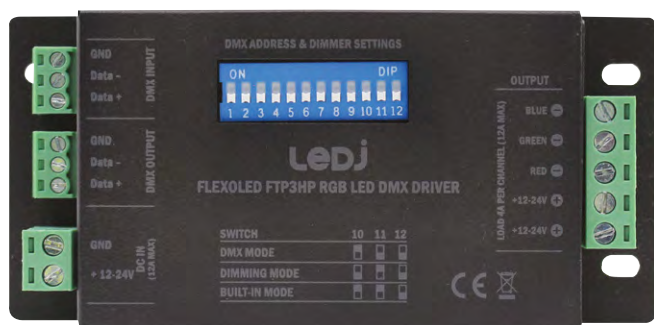 DMX ADDRESS & DIMMER SETTINGS
ON DIP
1 2 3 4 5 6 7 8 9 10 11 12
GND
Data -
Data +
DMX INPUT
GND
Data -
Data +
DMX OUTPUT
GND
+ 12-24V
DC IN
(12A MAX)
LEDJ
FLEXOLED FTP3HP RGB LED DMX DRIVER
SWITCH 10 11 12
DMX MODE
DIMMING MODE
BUILT-IN MODE
CE
OUTPUT
BLUE -
GREEN -
RED -
+12-24V +
+12-24V +
LOAD 4A PER CHANNEL (12A MAX)